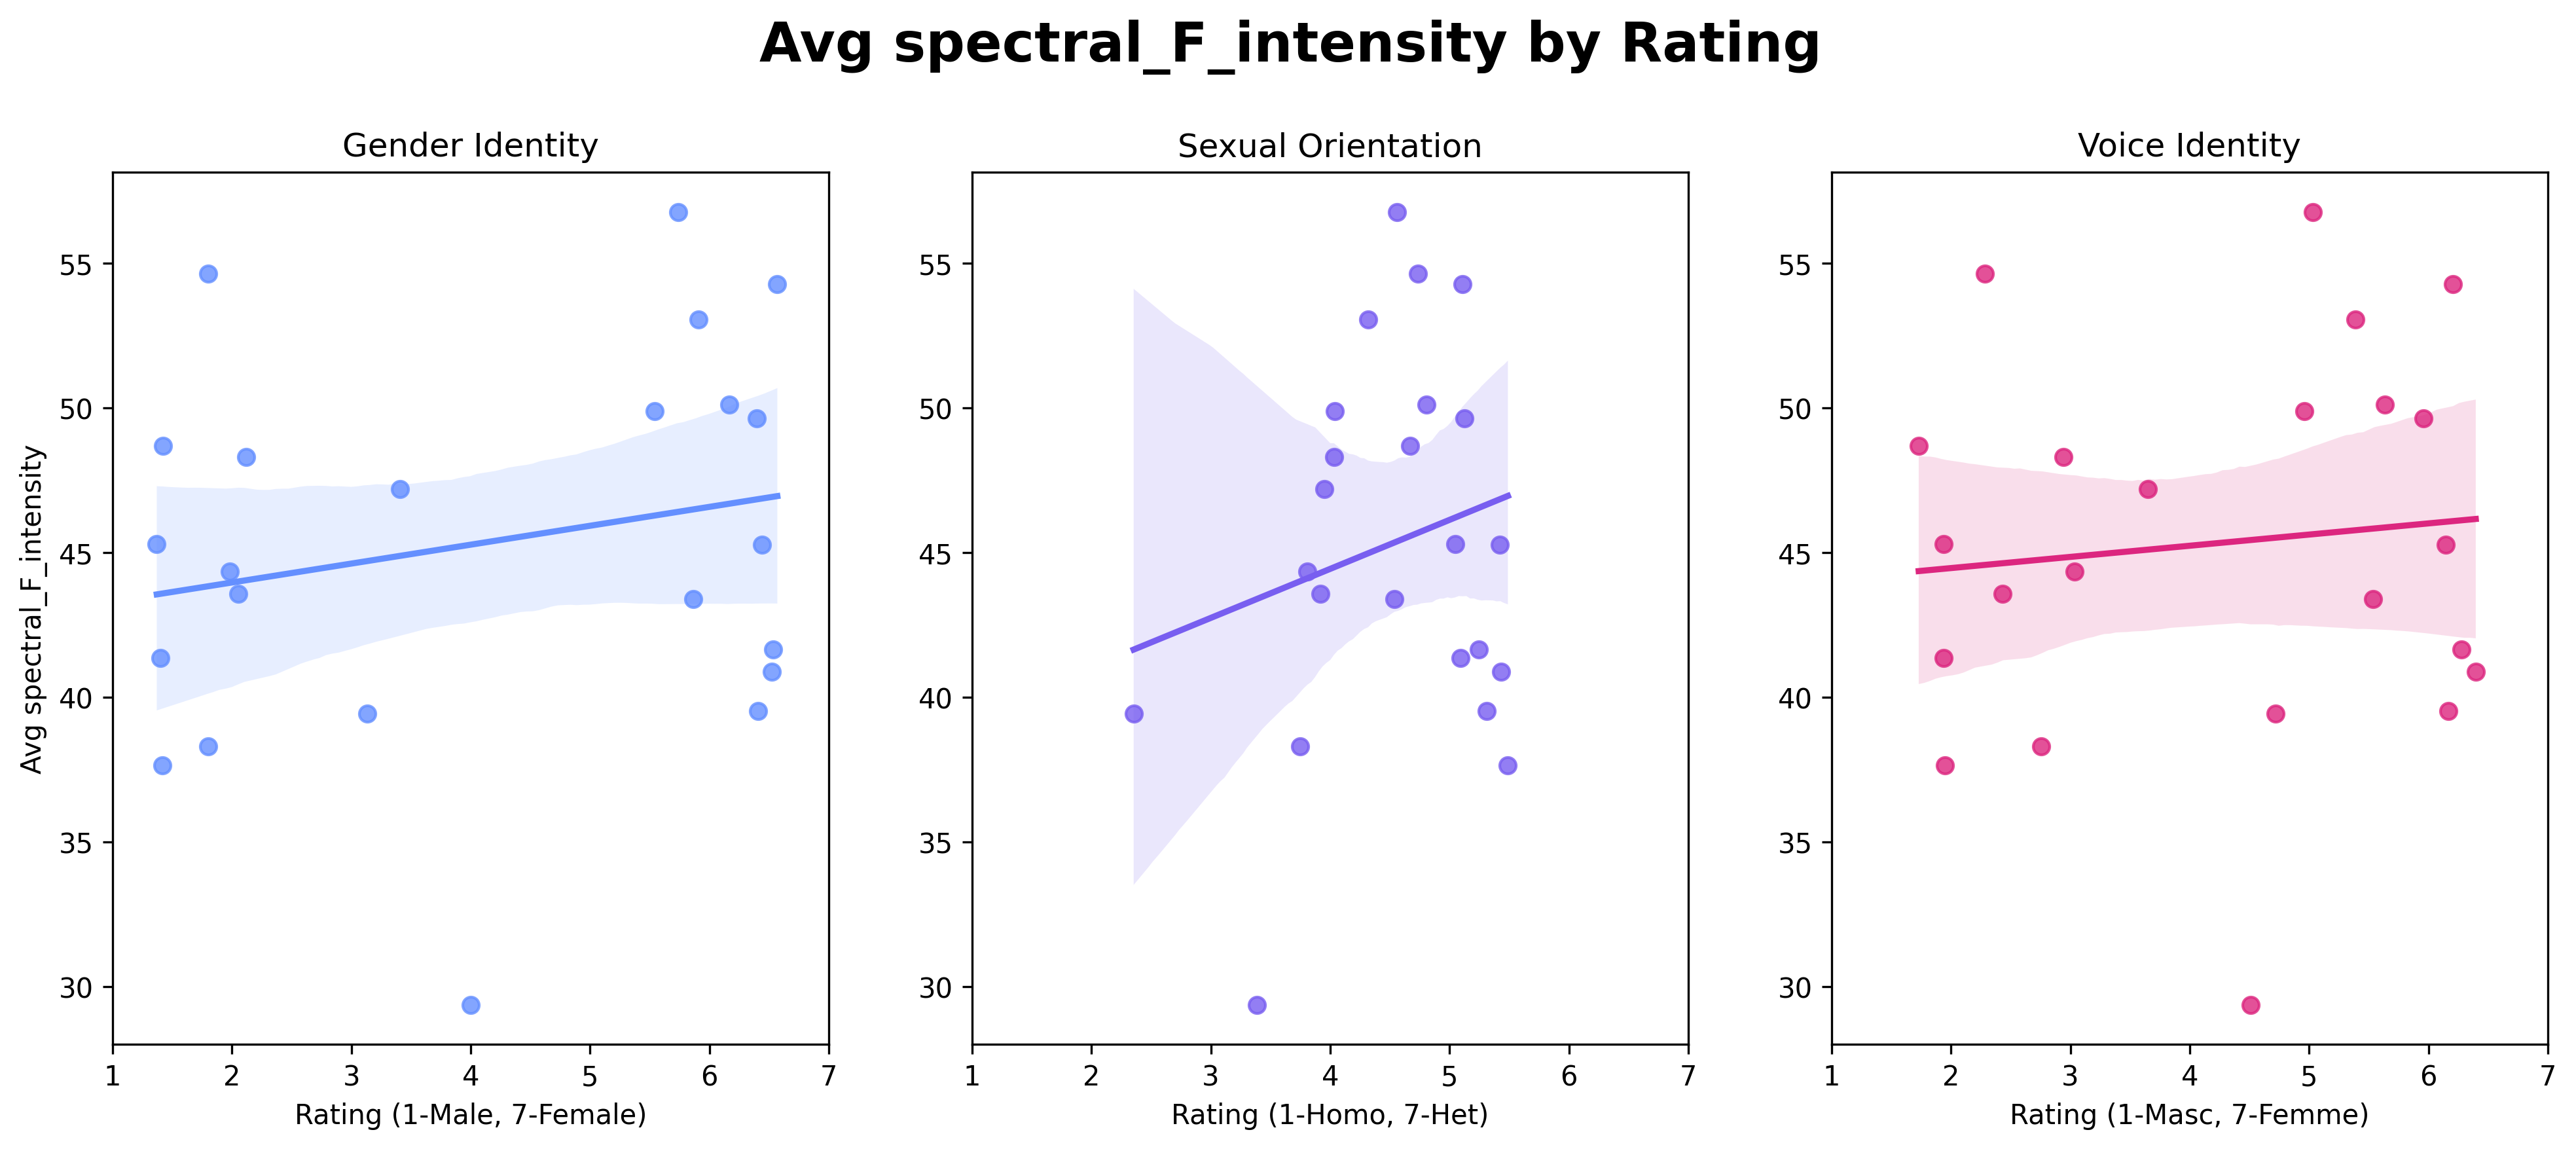 Avg spectral_F_intensity by Rating
Gender Identity
Sexual Orientation
Voice Identity
Avg spectral_F_intensity
55
50
45
40
35
30
1 2 3 4 5 6 7
Rating (1-Male, 7-Female)
55
50
45
40
35
30
1 2 3 4 5 6 7
Rating (1-Homo, 7-Het)
55
50
45
40
35
30
1 2 3 4 5 6 7
Rating (1-Masc, 7-Femme)